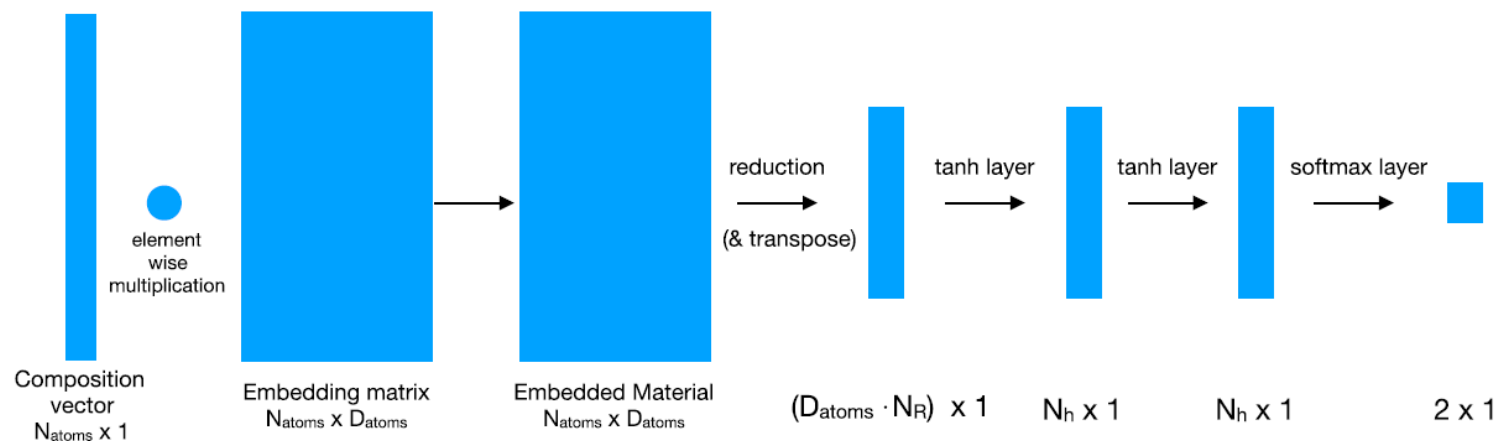 Composition
vector
Natoms x 1
element
wise
multiplication
Embedding matrix
Natoms x Datoms
Embedded Material
Natoms x Datoms
reduction
(& transpose)
(Datoms · NR) x 1
tanh layer
Nh x 1
tanh layer
Nh x 1
softmax layer
2 x 1